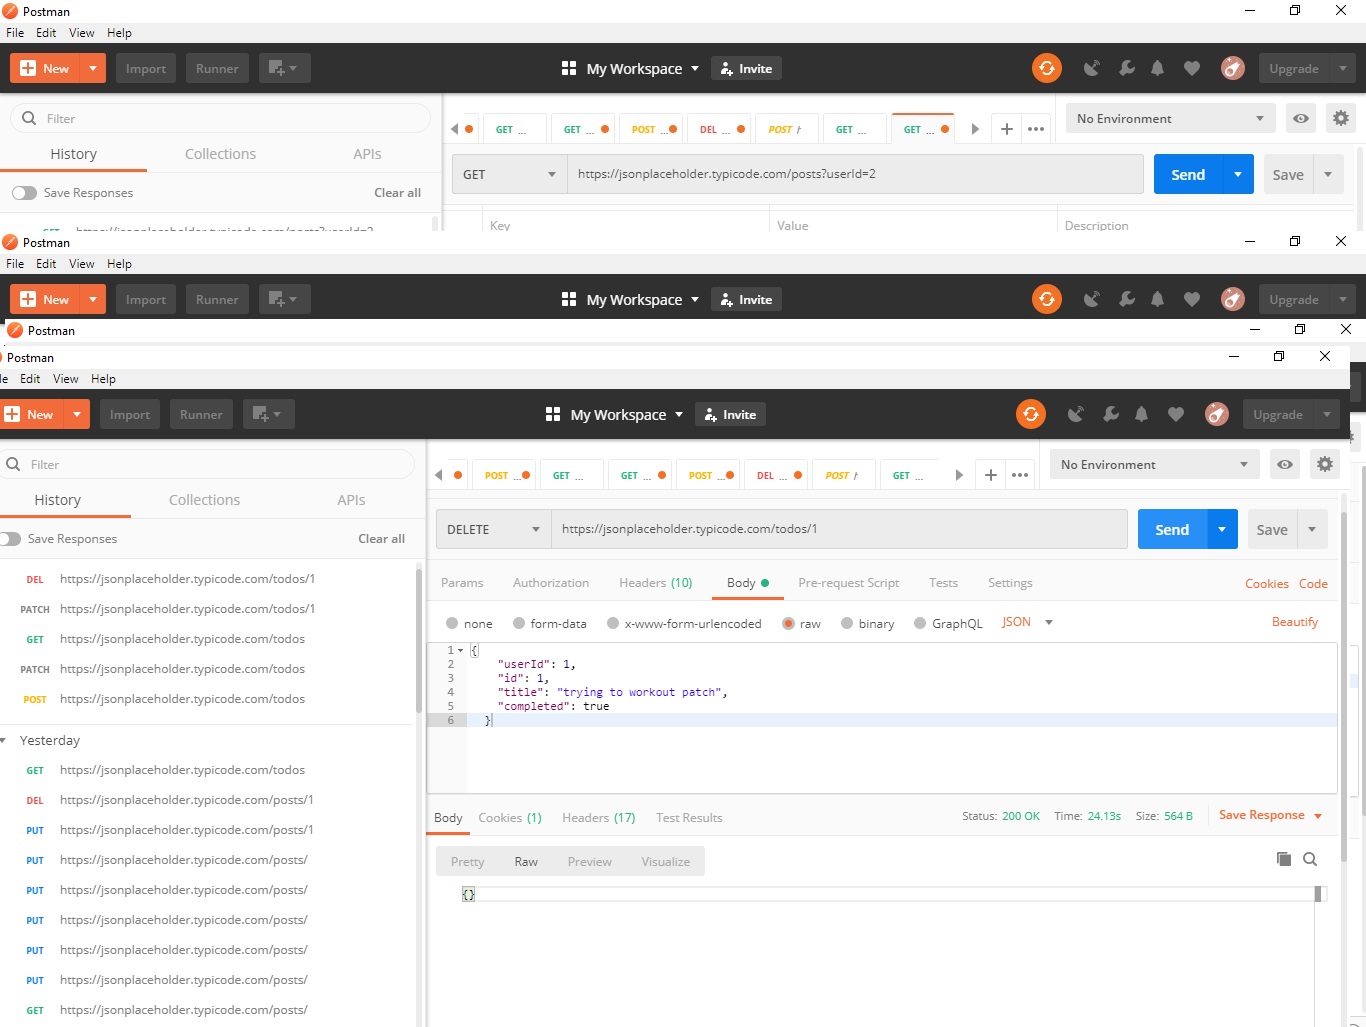 Postman
File Edit View Help
New Import Runner My Workspace Invite Upgrade
Filter
GET ... GET ... POST ... DEL ... POST GET ... GET ... No Environment
History Collections APIs
GET https://jsonplaceholder.typicode.com/posts?userId=2 Send Save
Save Responses Clear all
GET https://jsonplaceholder.typicode.com/posts?userId=2
Key Value Description
Postman
File Edit View Help
New Import Runner My Workspace Invite Upgrade
Postman
Postman
le Edit View Help
New Import Runner My Workspace Invite Upgrade
Filter
POST ... GET ... GET ... POST ... DEL ... POST GET ... No Environment
History Collections APIs
DELETE https://jsonplaceholder.typicode.com/todos/1 Send Save
Save Responses Clear all
DEL https://jsonplaceholder.typicode.com/todos/1
PATCH https://jsonplaceholder.typicode.com/todos/1
GET https://jsonplaceholder.typicode.com/todos
PATCH https://jsonplaceholder.typicode.com/todos
POST https://jsonplaceholder.typicode.com/todos
Yesterday
GET https://jsonplaceholder.typicode.com/todos
DEL https://jsonplaceholder.typicode.com/posts/1
PUT https://jsonplaceholder.typicode.com/posts/1
PUT https://jsonplaceholder.typicode.com/posts/
PUT https://jsonplaceholder.typicode.com/posts/
PUT https://jsonplaceholder.typicode.com/posts/
PUT https://jsonplaceholder.typicode.com/posts/
PUT https://jsonplaceholder.typicode.com/posts/
GET https://jsonplaceholder.typicode.com/posts/
Params Authorization Headers (10) Body Pre-request Script Tests Settings Cookies Code
none form-data x-www-form-urlencoded raw binary GraphQL JSON Beautify
1 {
2 "userId": 1,
3 "id": 1,
4 "title": "trying to workout patch",
5 "completed": true
6 }
Body Cookies (1) Headers (17) Test Results Status: 200 OK Time: 24.13s Size: 564 B Save Response
Pretty Raw Preview Visualize
{}